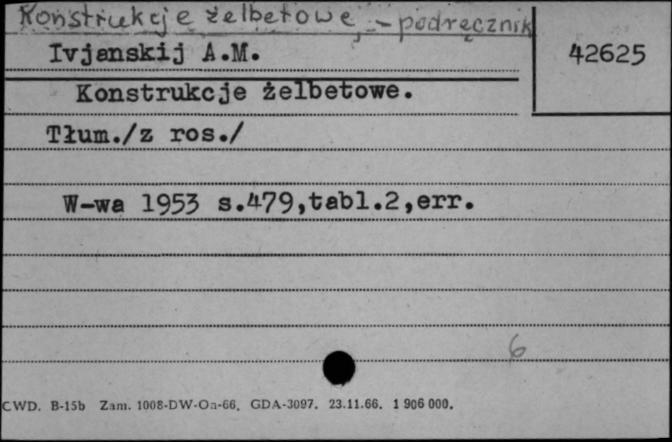 Konstrukcje żelbetowe, - podręcznik
Ivjanskij A.M.
42625
Konstrukcje żelbetowe.
Tłum./z ros./
W-wa 1953 s.479,tabl.2,err.
6
CWD. B-15b Zam. 1008-DW-On-66. GDA-3097. 23.11.66. 1 906 000.